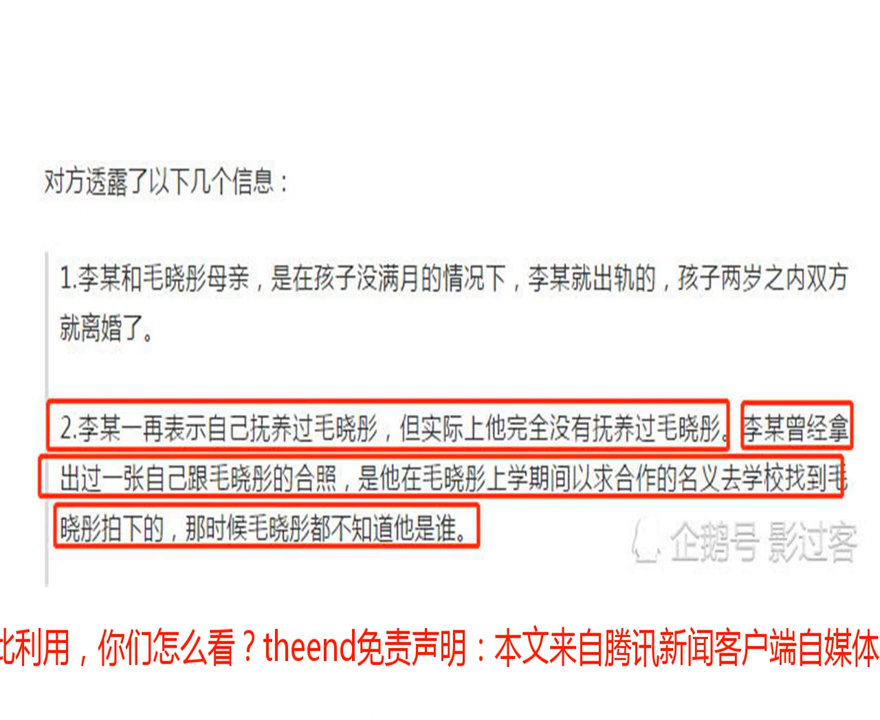 对方透露了以下几个信息：
1.李某和毛晓彤母亲，是在孩子没满月的情况下，李某就出轨的，孩子两岁之内双方
就离婚了。
2.李某一再表示自己抚养过毛晓彤，但实际上他完全没有抚养过毛晓彤。李某曾经拿
出过一张自己跟毛晓彤的合照，是他在毛晓彤上学期间以求合作的名义去学校找到毛
晓彤拍下的，那时候毛晓彤都不知道他是谁。
企鹅号 影过客
比利用，你们怎么看？theend免责声明：本文来自腾讯新闻客户端自媒体